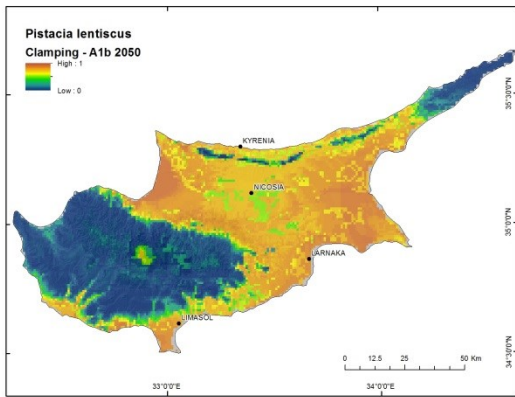 Pistacia lentiscus
Clamping - A1b 2050
High : 1
Low : 0
KYRENIA
NICOSIA
LARNAKA
LIMASOL
35°30'0"N
35°0'0"N
34°30'0"N
0 12.5 25 50 Km
33°0'0"E 34°0'0"E